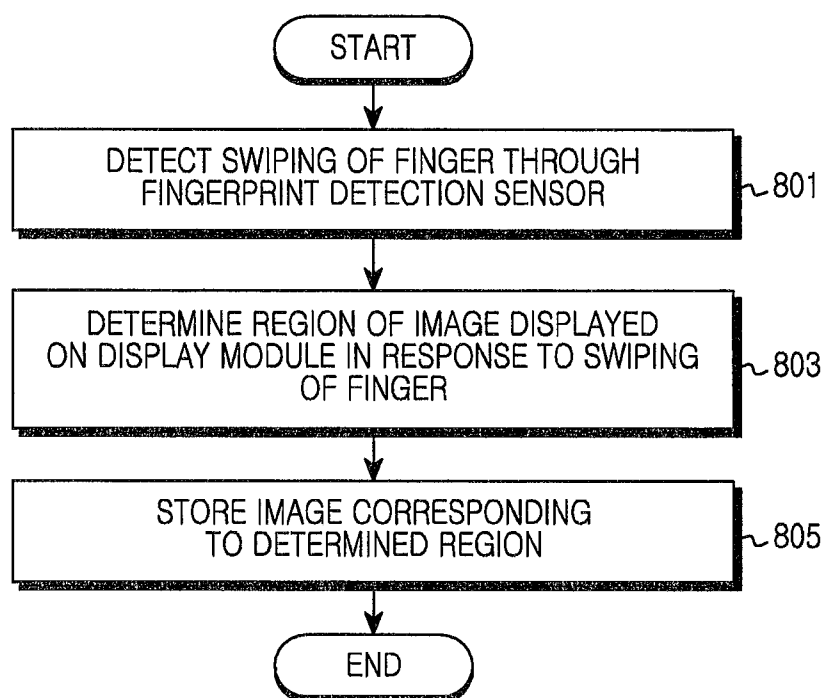 START
DETECT SWIPING OF FINGER THROUGH
FINGERPRINT DETECTION SENSOR
801
DETERMINE REGION OF IMAGE DISPLAYED
ON DISPLAY MODULE IN RESPONSE TO SWIPING
OF FINGER
803
STORE IMAGE CORRESPONDING
TO DETERMINED REGION
805
END